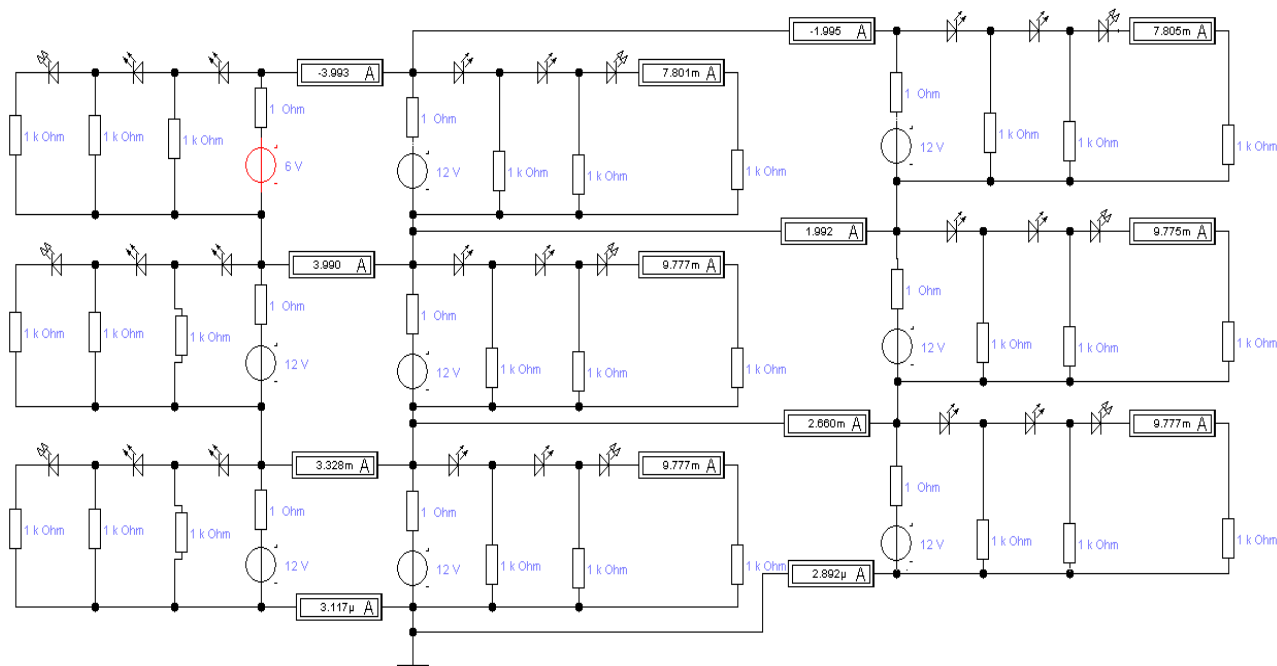 -1.995 A
7.805m A
-3.993 A
7.801m A
1 Ohm
1 Ohm
1 Ohm
1 k Ohm
1 k Ohm
1 k Ohm
6 V
12 V
1 k Ohm
1 k Ohm
1 k Ohm
12 V
1 k Ohm
1 k Ohm
1 k Ohm
1.992 A
9.775m A
3.990 A
9.777m A
1 Ohm
1 Ohm
1 Ohm
1 k Ohm
1 k Ohm
1 k Ohm
12 V
12 V
1 k Ohm
1 k Ohm
1 k Ohm
12 V
1 k Ohm
1 k Ohm
1 k Ohm
2.660m A
9.777m A
3.328m A
9.777m A
1 Ohm
1 Ohm
1 Ohm
1 k Ohm
1 k Ohm
1 k Ohm
12 V
12 V
1 k Ohm
1 k Ohm
1 k Ohm
12 V
1 k Ohm
1 k Ohm
1 k Ohm
2.892µ A
3.117µ A